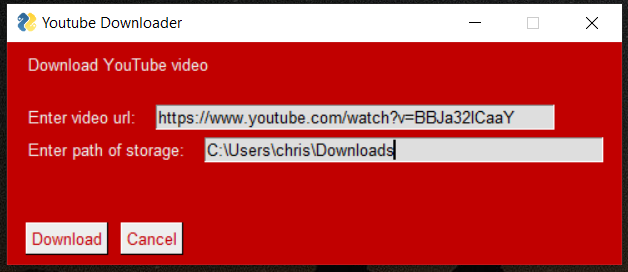 Youtube Downloader
Download YouTube video
Enter video url: https://www.youtube.com/watch?v=BBJa32lCaaY
Enter path of storage: C:\Users\chris\Downloads
Download Cancel